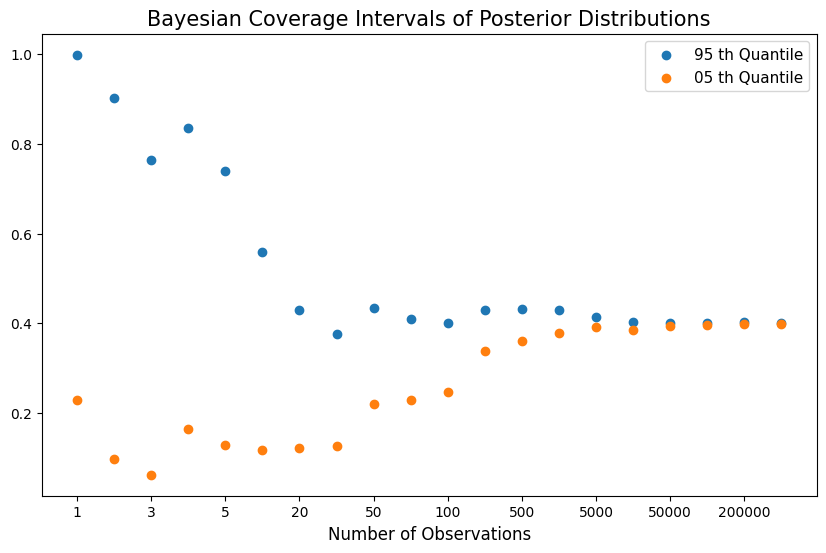 Bayesian Coverage Intervals of Posterior Distributions
95 th Quantile
05 th Quantile
1.0
0.8
0.6
0.4
0.2
1 3 5 20 50 100 500 5000 50000 200000
Number of Observations